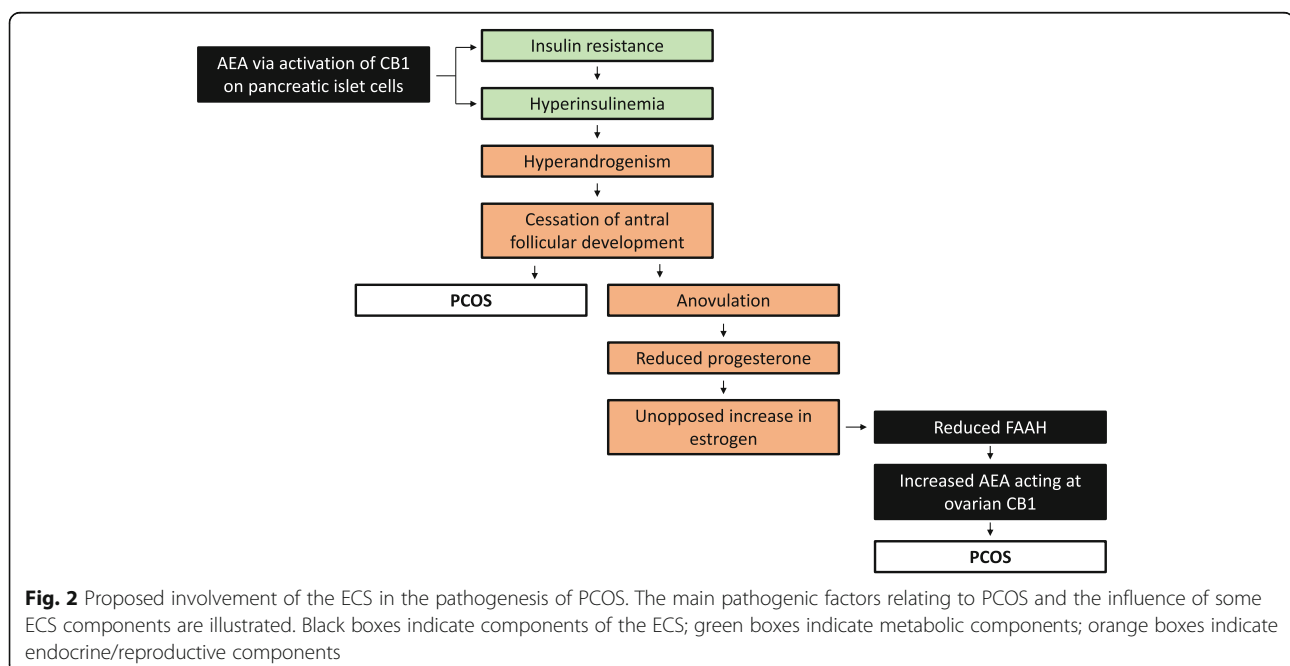 Insulin resistance
AEA via activation of CB1
on pancreatic islet cells
Hyperinsulinemia
Hyperandrogenism
Cessation of antral
follicular development
PCOS
Anovulation
Reduced progesterone
Unopposed increase in
estrogen
Reduced FAAH
Increased AEA acting at
ovarian CB1
PCOS
Fig. 2 Proposed involvement of the ECS in the pathogenesis of PCOS. The main pathogenic factors relating to PCOS and the influence of some
ECS components are illustrated. Black boxes indicate components of the ECS; green boxes indicate metabolic components; orange boxes indicate
endocrine/reproductive components